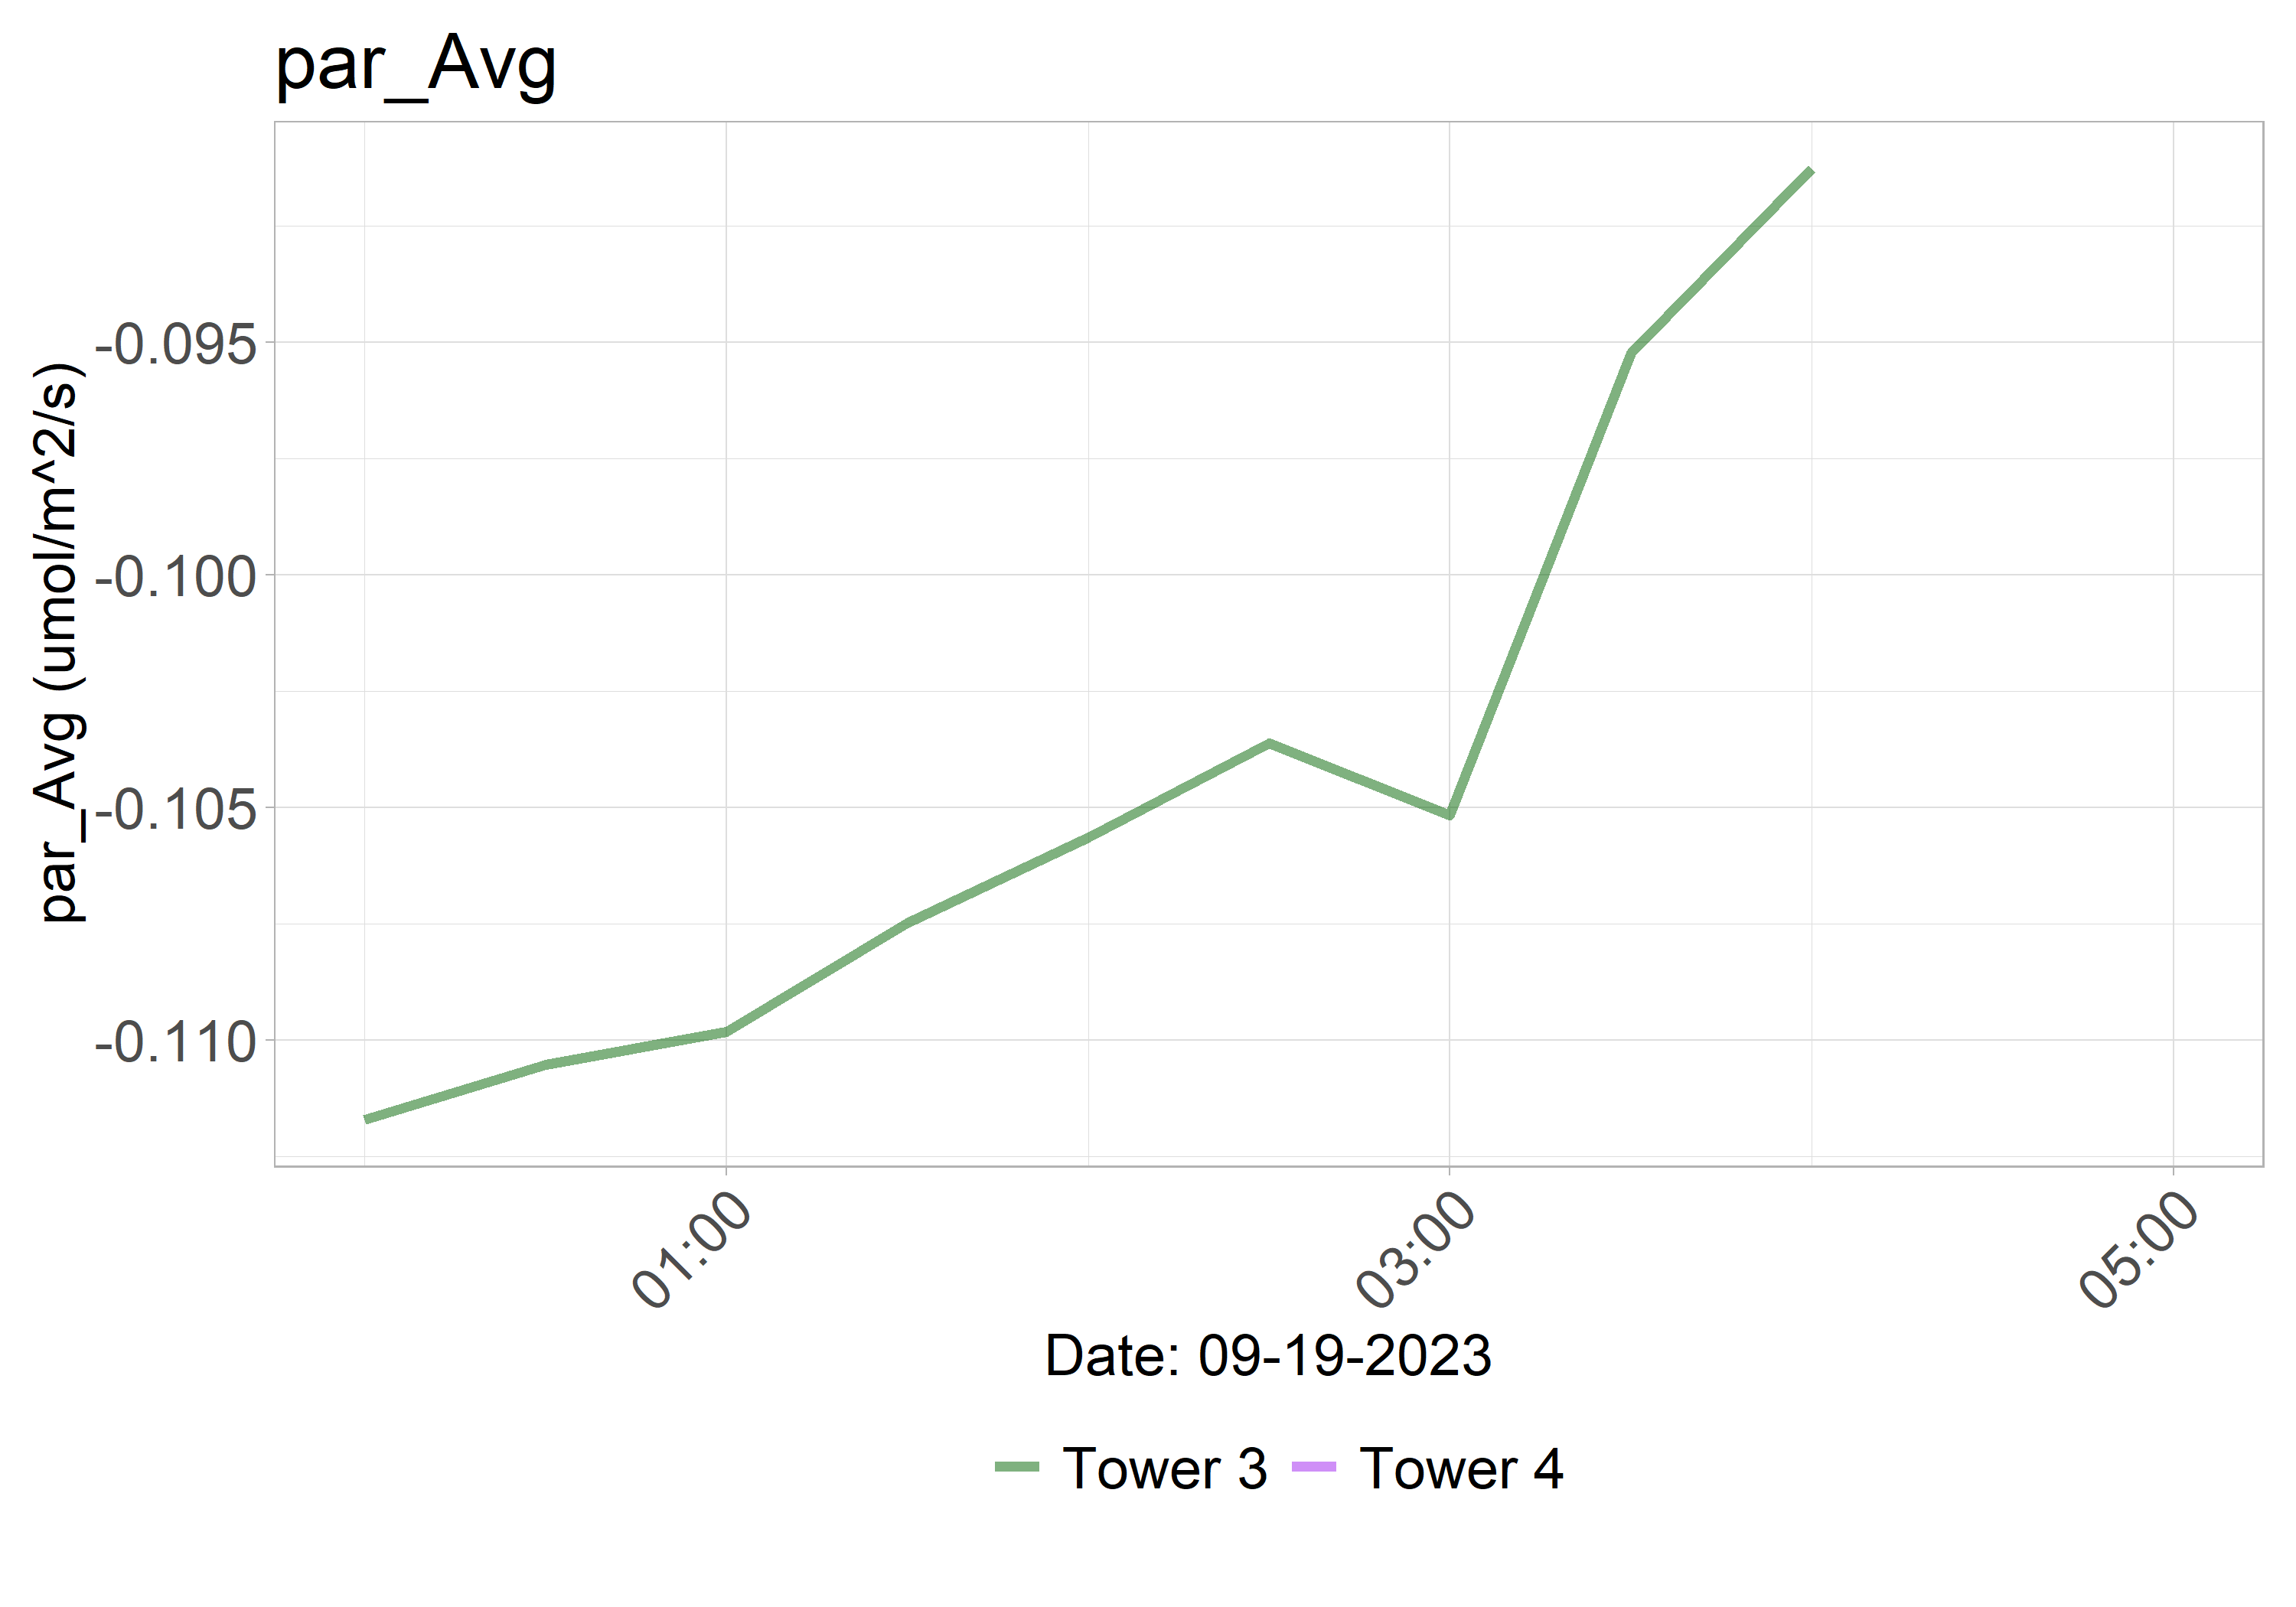 par_Avg
par_Avg (umol/m^2/s)
-0.095
-0.100
-0.105
-0.110
01:00
03:00
05:00
Date: 09-19-2023
Tower 3
Tower 4